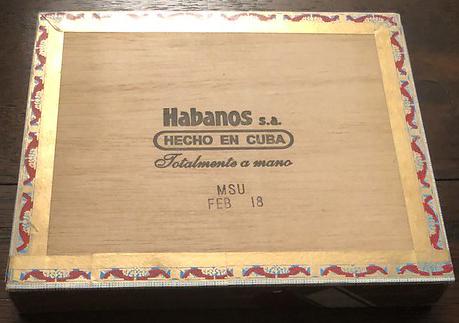 Habanos s.a.
HECHO EN CUBA
Totalmente a mano
MSU
FEB 18